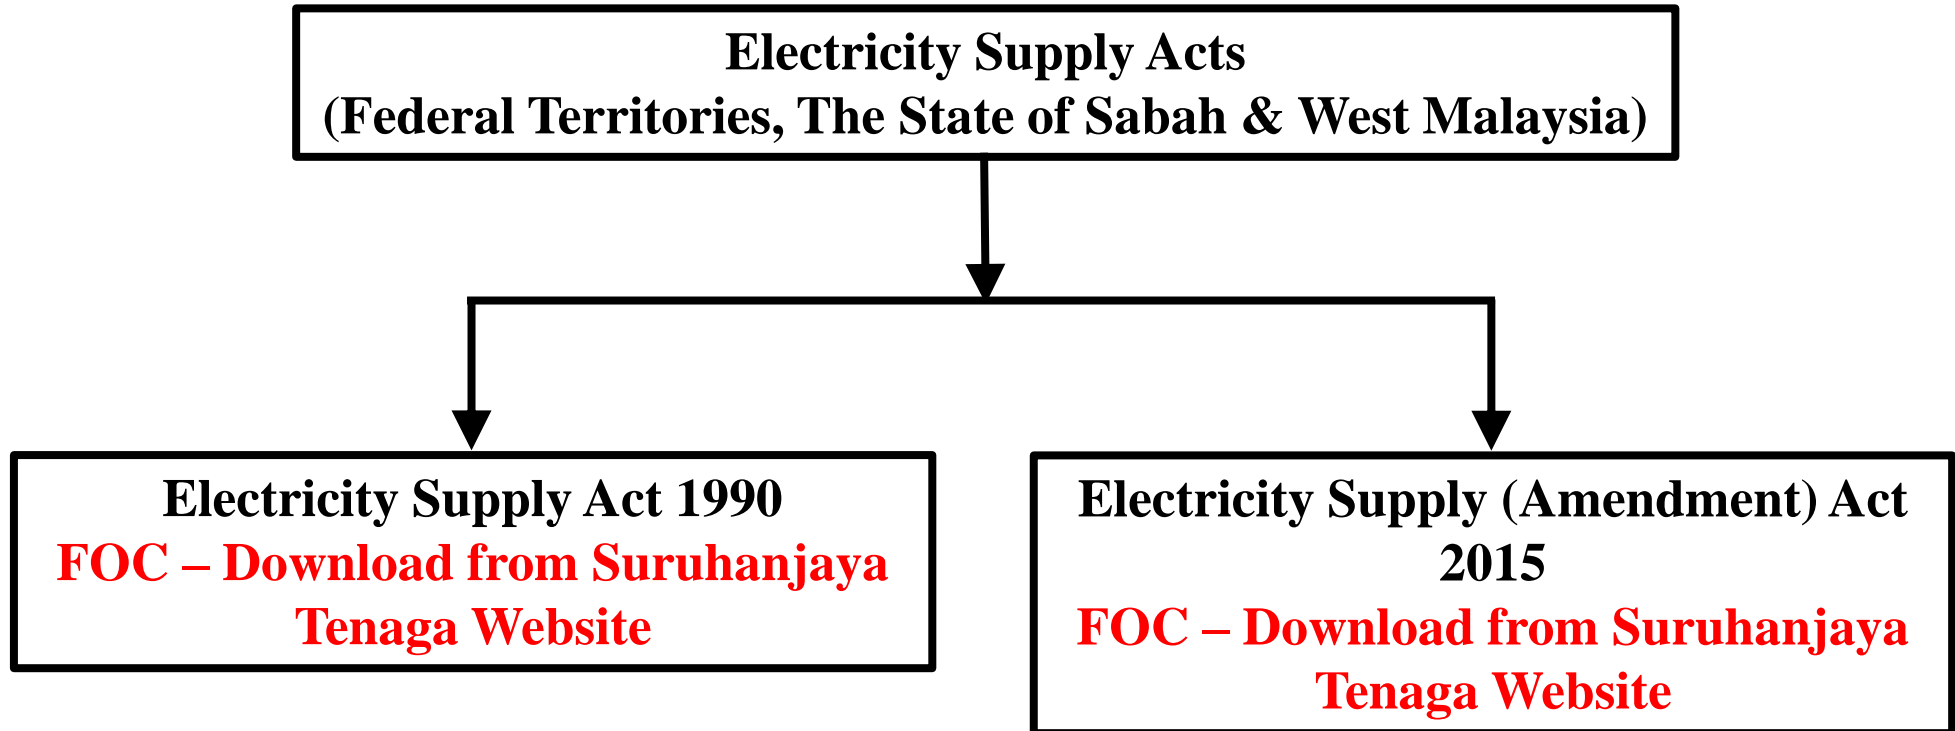 Electricity Supply Acts
(Federal Territories, The State of Sabah & West Malaysia)
Electricity Supply Act 1990
FOC – Download from Suruhanjaya
Tenaga Website
Electricity Supply (Amendment) Act
2015
FOC – Download from Suruhanjaya
Tenaga Website